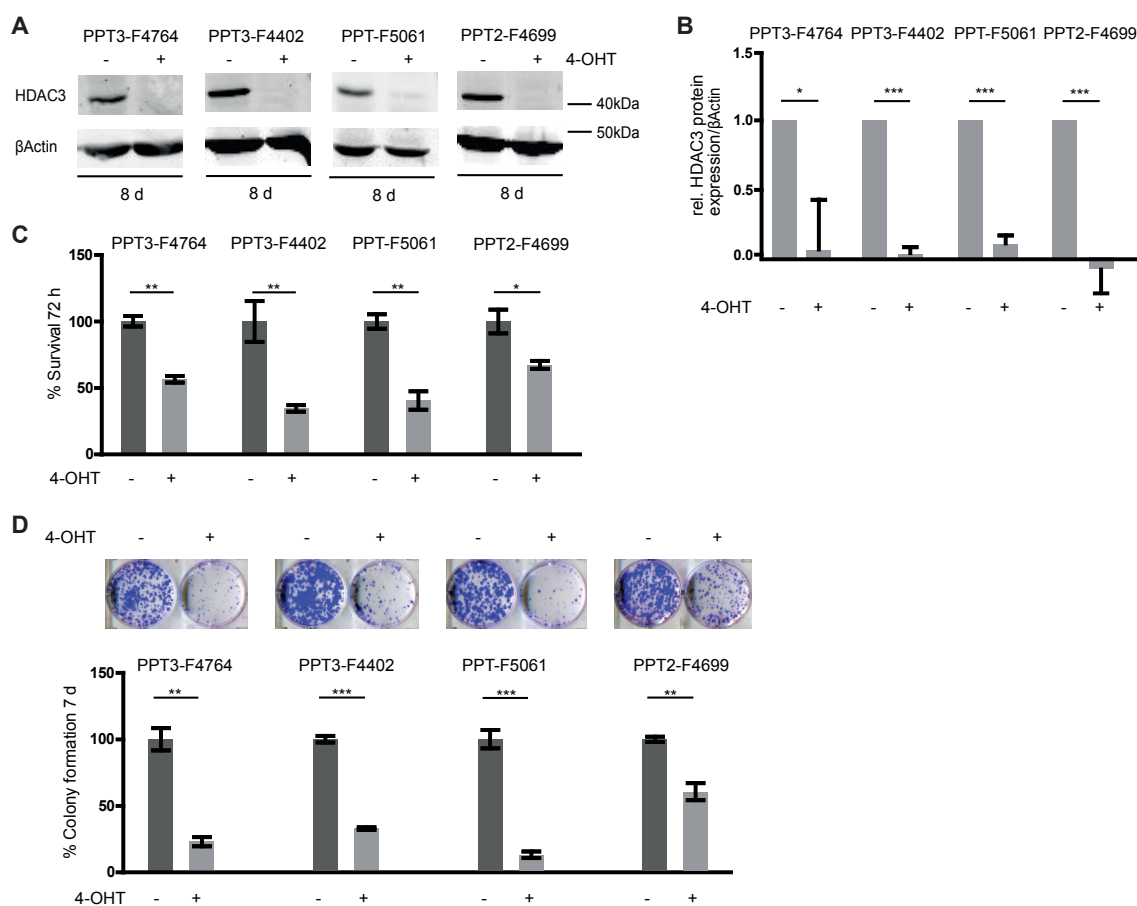 A
PPT3-F4764 PPT3-F4402 PPT-F5061 PPT2-F4699
- + - + - + - + 4-OHT
HDAC3
40kDa
50kDa
βActin
8 d 8 d 8 d 8 d
B
PPT3-F4764 PPT3-F4402 PPT-F5061 PPT2-F4699
rel. HDAC3 protein
expression/βActin
1.5
1.0
0.5
0.0
* *** *** ***
4-OHT - + - + - + - +
C
PPT3-F4764 PPT3-F4402 PPT-F5061 PPT2-F4699
% Survival 72 h
150
100
50
0
** ** ** *
4-OHT - + - + - + - +
D
4-OHT - + - + - + - +
PPT3-F4764 PPT3-F4402 PPT-F5061 PPT2-F4699
% Colony formation 7 d
150
100
50
0
** *** *** **
4-OHT - + - + - + - +